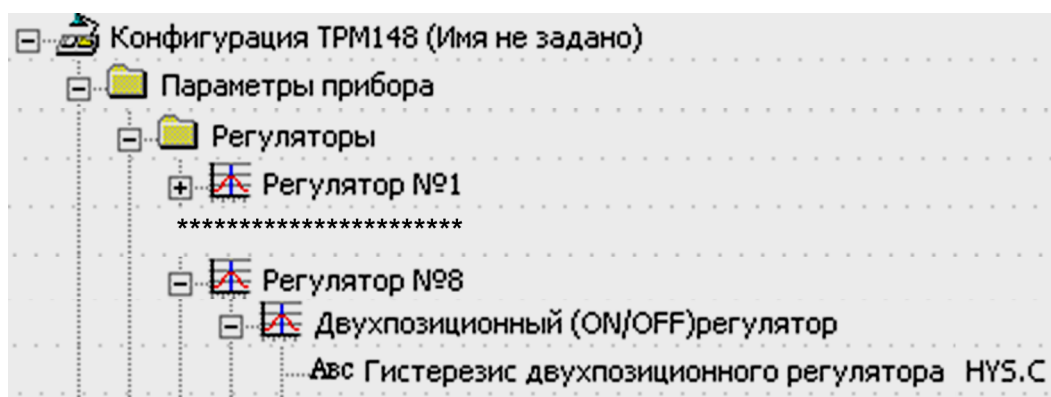 Конфигурация ТРМ148 (Имя не задано)
Параметры прибора
Регуляторы
Регулятор №1
***********************
Регулятор №8
Двухпозиционный (ON/OFF)регулятор
Авс Гистерезис двухпозиционного регулятора HYS.C